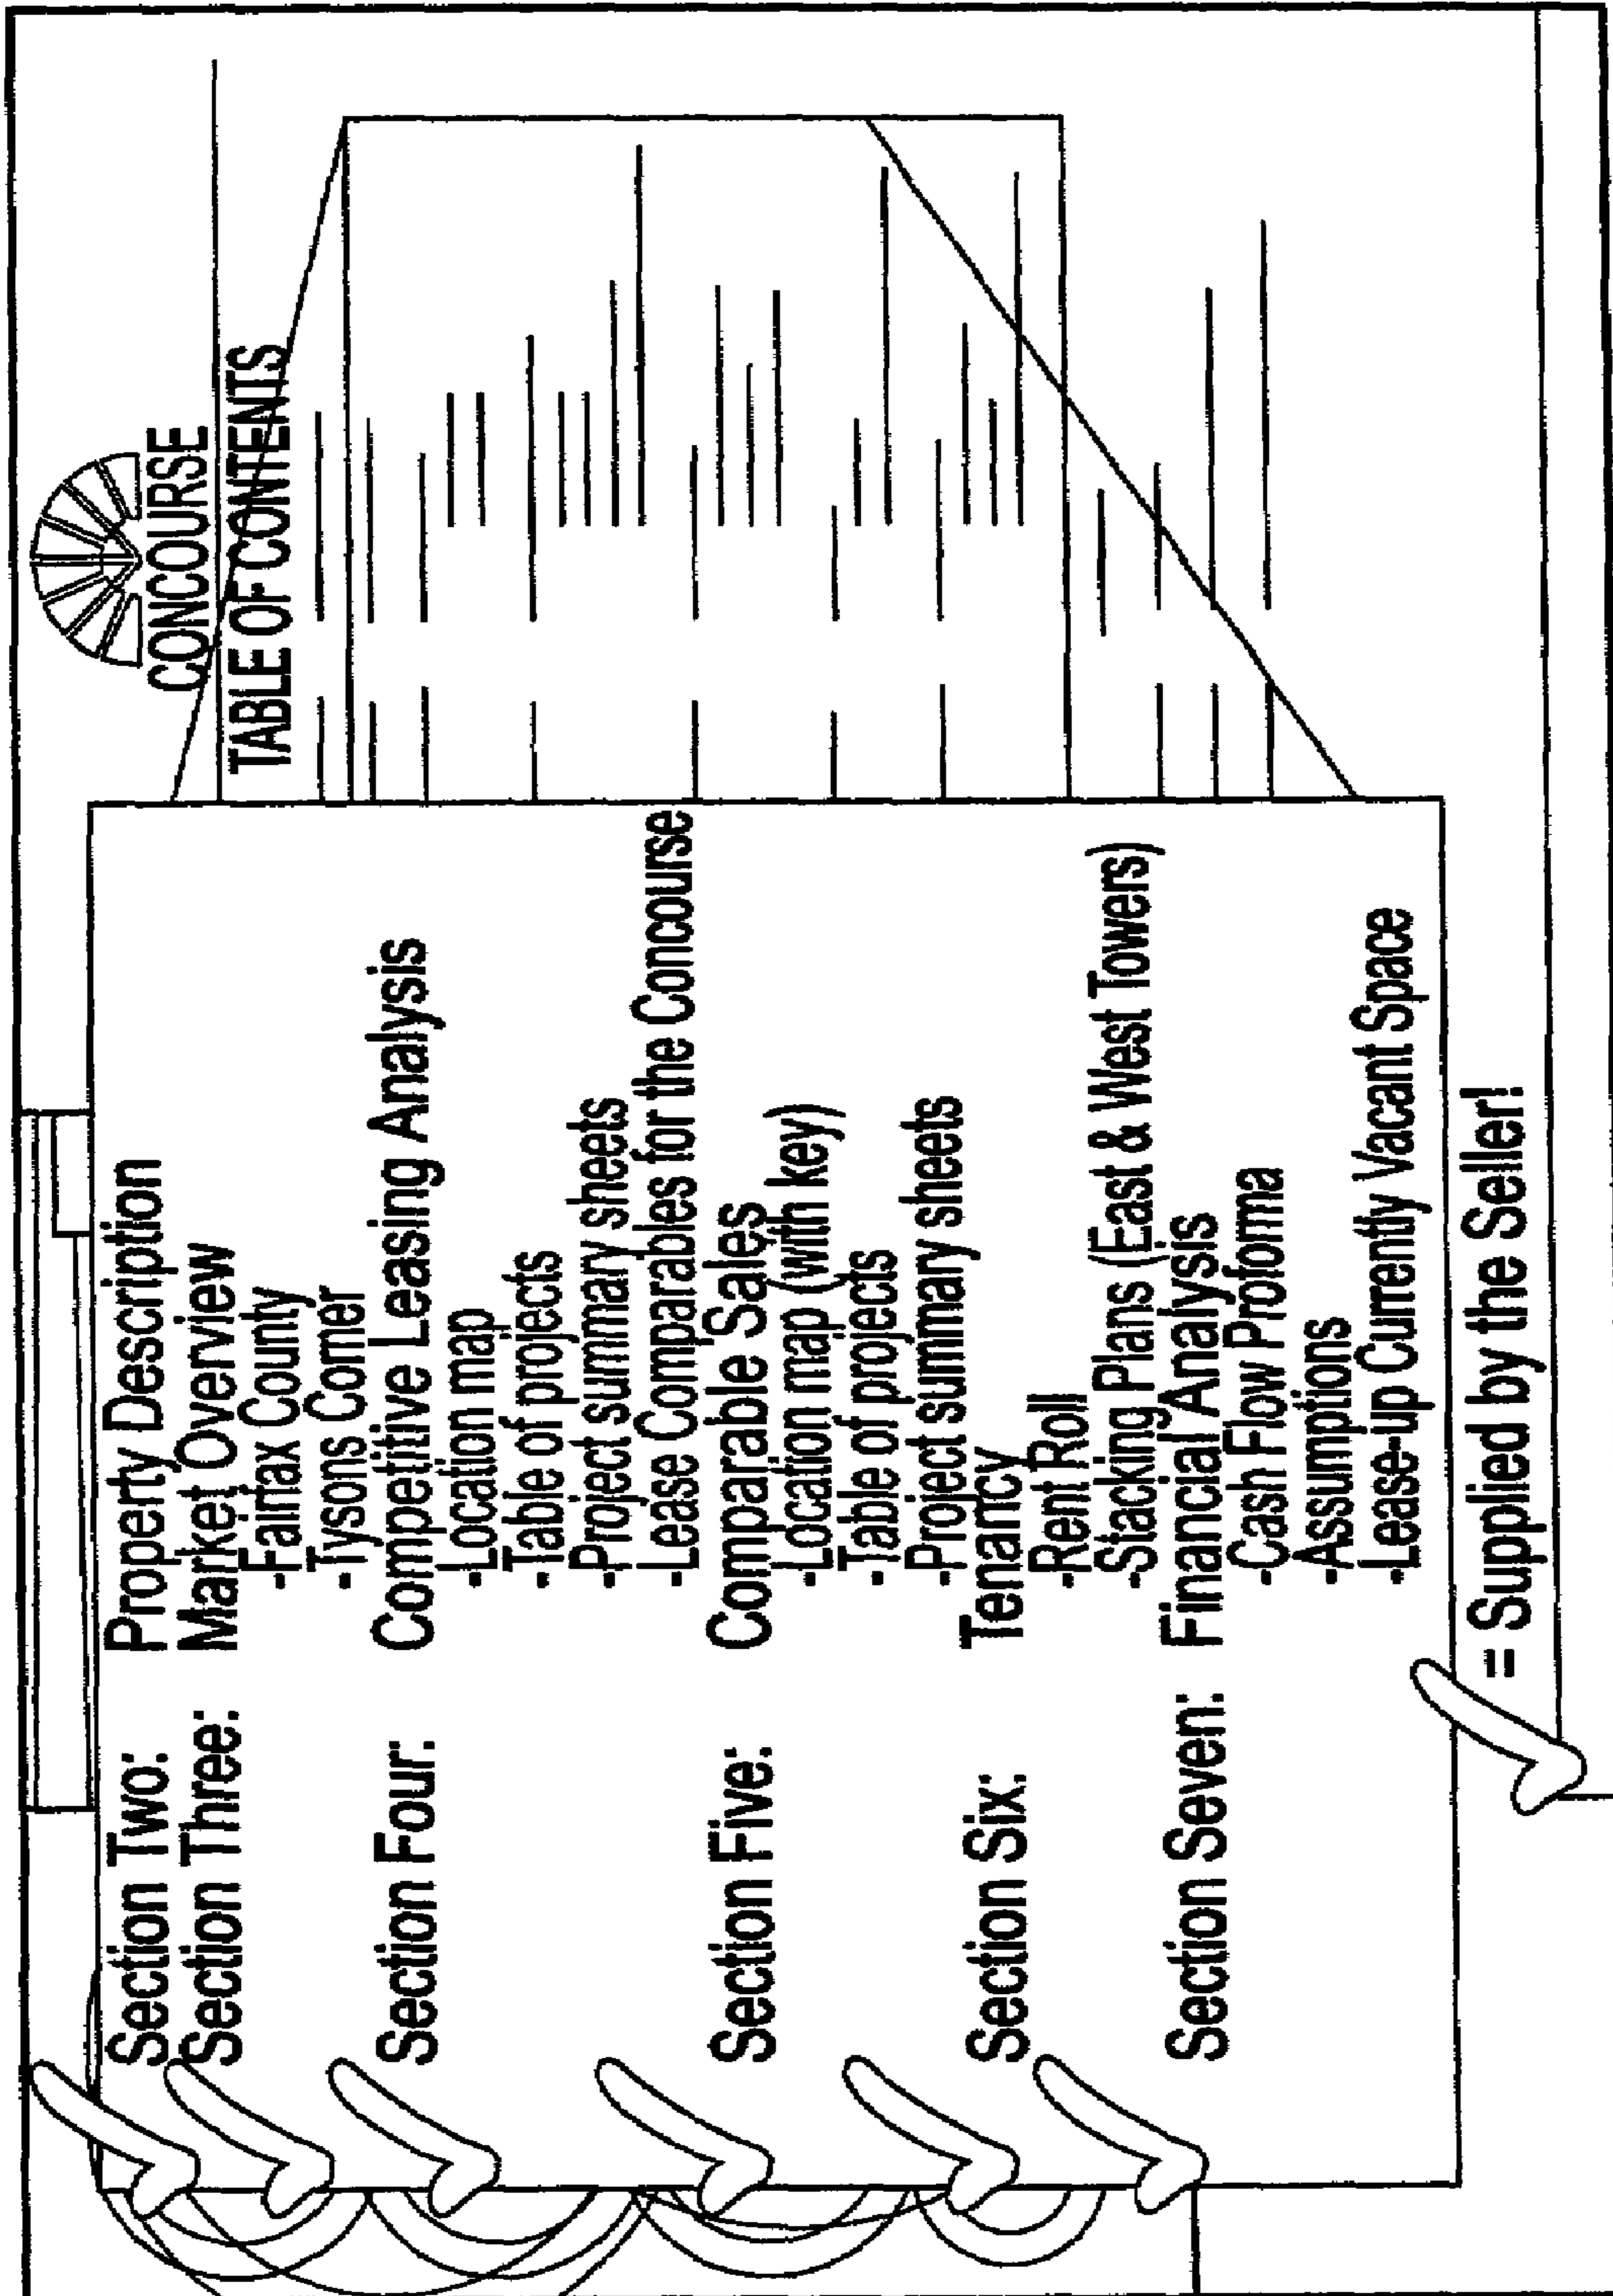 CONCOURSE
TABLE OF CONTENTS
Section Two: Property Description
Section Three: Market Overview
-Fairfax County
-Tysons Corner
Section Four: Competitive Leasing Analysis
-Location map
-Table of projects
-Project summary sheets
-Lease Comparables for the Concourse
Section Five: Comparable Sales
-Location map (with key)
-Table of projects
-Project summary sheets
Section Six: Tenancy
-Rent Roll
-Stacking Plans (East & West Towers)
Section Seven: Financial Analysis
-Cash Flow Proforma
-Assumptions
-Lease-up Currently Vacant Space
= Supplied by the Seller!